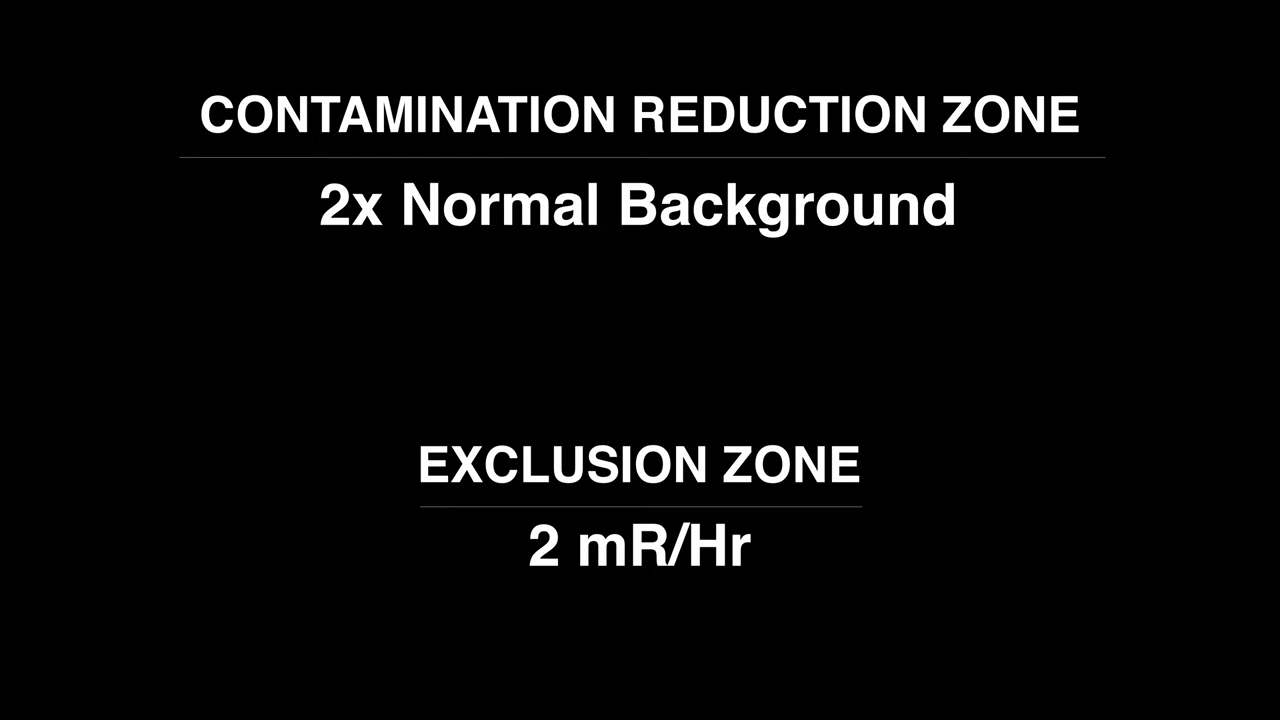 CONTAMINATION REDUCTION ZONE
2x Normal Background
EXCLUSION ZONE
2 mR/Hr